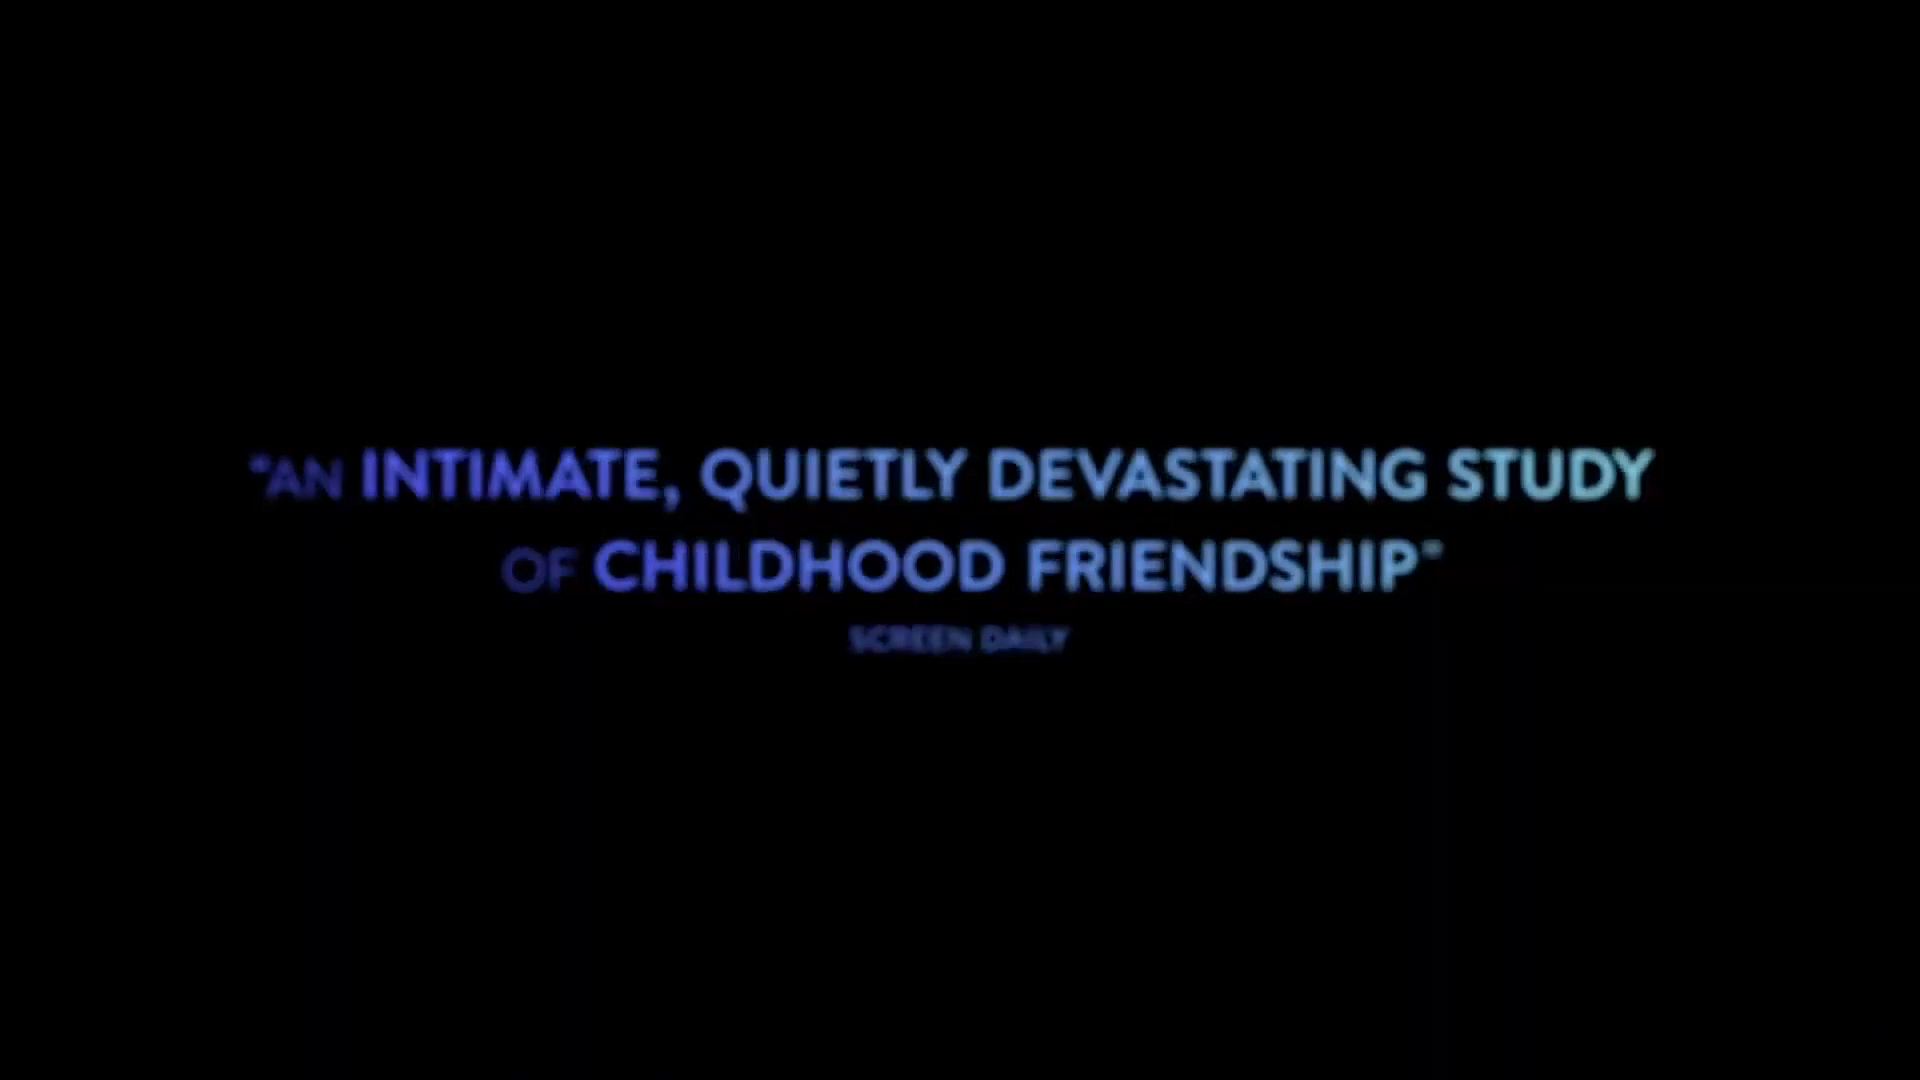 "AN INTIMATE, QUIETLY DEVASTATING STUDY
OF CHILDHOOD FRIENDSHIP"
SCREEN DAILY